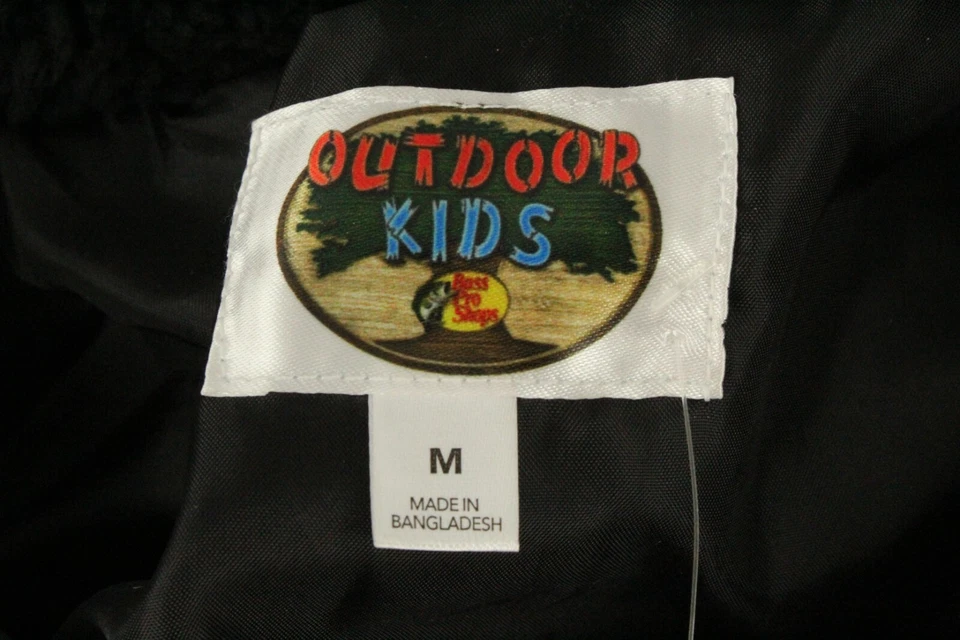 OUTDOOR
KIDS
Bass
Pro
Shops
M
MADE IN
BANGLADESH